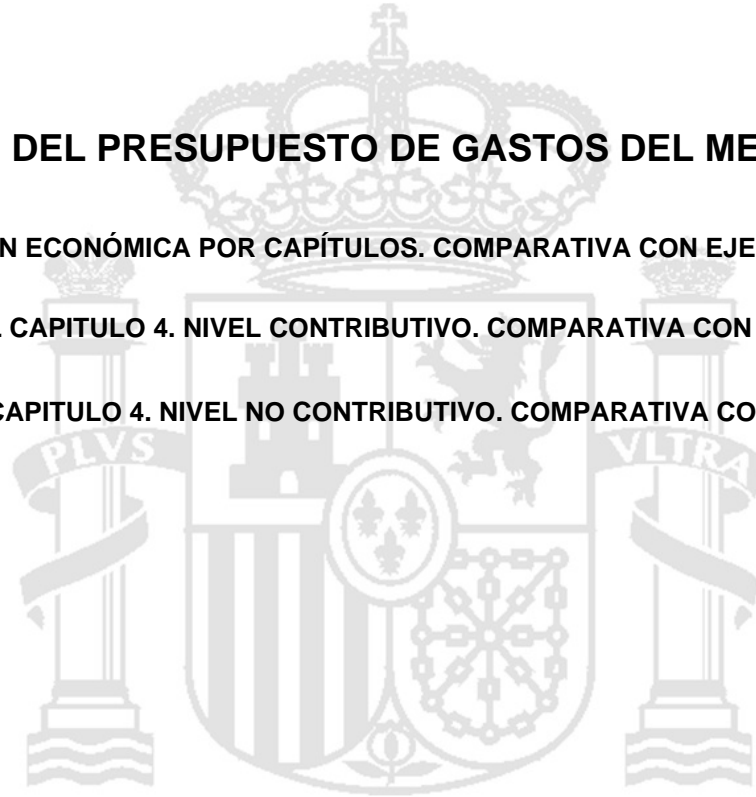 DEL PRESUPUESTO DE GASTOS DEL ME
N ECONÓMICA POR CAPÍTULOS. COMPARATIVA CON EJE
CAPITULO 4. NIVEL CONTRIBUTIVO. COMPARATIVA CON
CAPITULO 4. NIVEL NO CONTRIBUTIVO. COMPARATIVA CO
PLVS
VLTRA